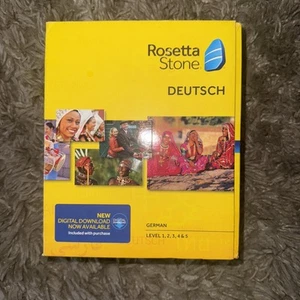 Rosetta
Stone
DEUTSCH
NEW
DIGITAL DOWNLOAD
NOW AVAILABLE
Included with purchase
GERMAN
LEVEL 1, 2, 3, 4 & 5